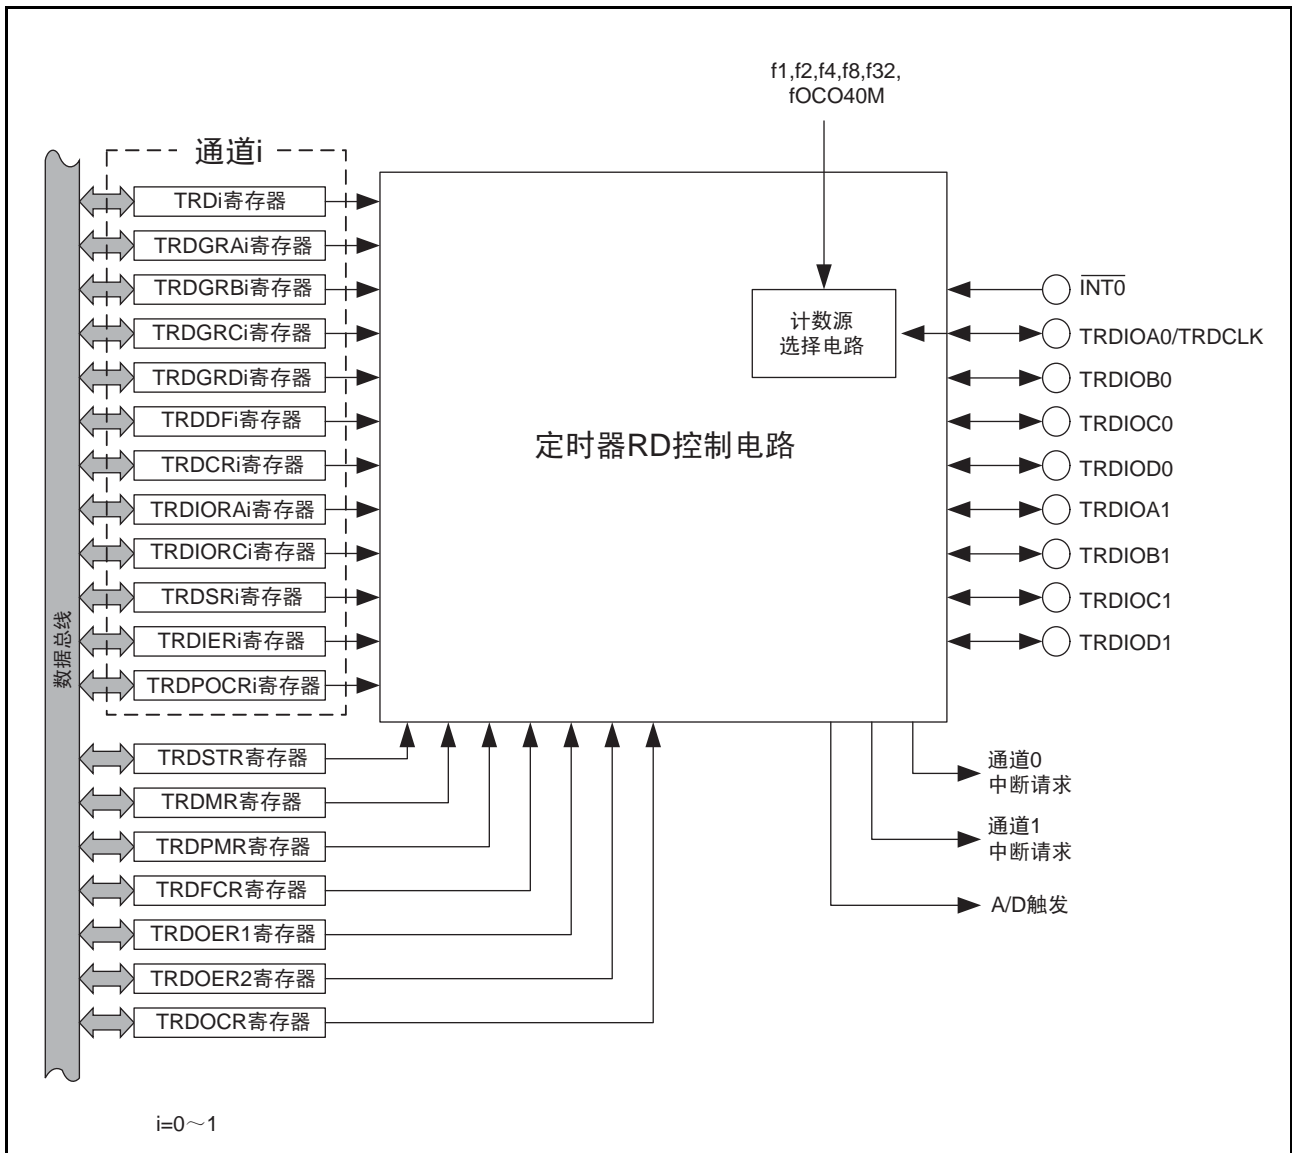 f1,f2,f4,f8,f32,
fOCO40M
通道i
TRDi寄存器
TRDGRAi寄存器
TRDGRBi寄存器
TRDGRCi寄存器
TRDGRDi寄存器
TRDDFi寄存器
TRDCRi寄存器
TRDIORAi寄存器
TRDIORCi寄存器
TRDSRi寄存器
TRDIERi寄存器
TRDPOCRi寄存器
数据总线
TRDSTR寄存器
TRDMR寄存器
TRDPMR寄存器
TRDFCR寄存器
TRDOER1寄存器
TRDOER2寄存器
TRDOCR寄存器
计数源
选择电路
定时器RD控制电路
INT0
TRDIOA0/TRDCLK
TRDIOB0
TRDIOC0
TRDIOD0
TRDIOA1
TRDIOB1
TRDIOC1
TRDIOD1
通道0
中断请求
通道1
中断请求
A/D触发
i=0～1